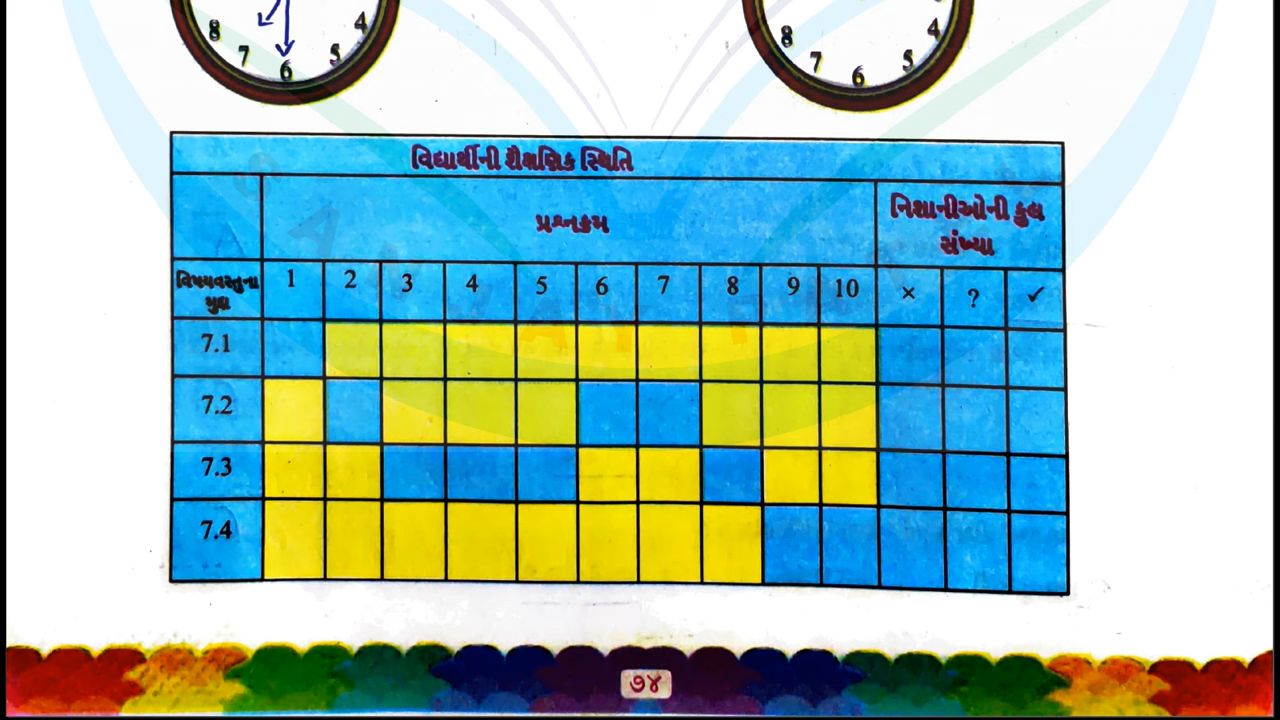 8 7 6 5 4
8 7 6 5 4
વિદ્યાર્થીની શૈક્ષણિક સ્થિતિ
પ્રશ્નક્રમ
નિશાનીઓની કુલ
સંખ્યા
વિષયવસ્તુના
મુદ્દા
1 2 3 4 5 6 7 8 9 10 × ? ✓
7.1
7.2
7.3
7.4
૭૪